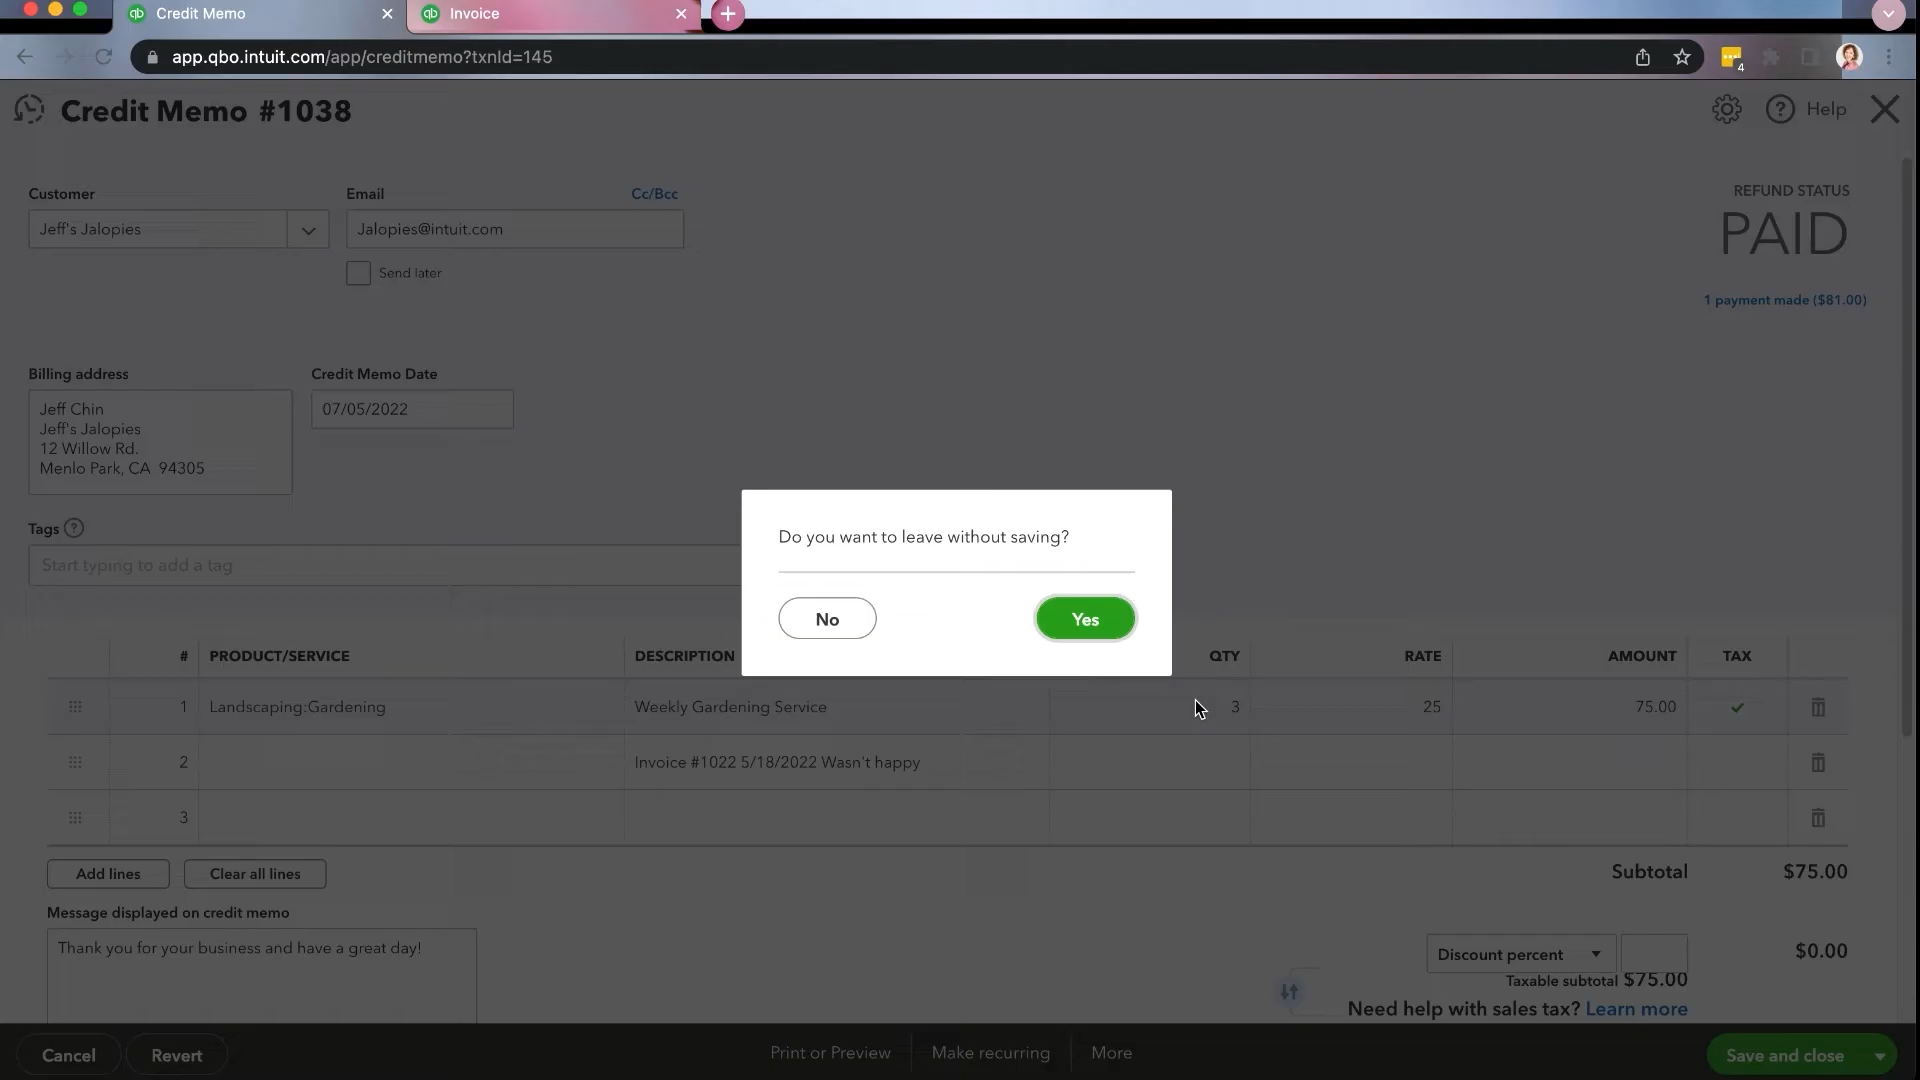 Credit Memo
Invoice
app.qbo.intuit.com/app/creditmemo?txnId=145
4
Credit Memo #1038
Help
Customer
Email
Cc/Bcc
REFUND STATUS
Jeff's Jalopies
Jalopies@intuit.com
PAID
Send later
1 payment made ($81.00)
Billing address
Credit Memo Date
Jeff Chin
Jeff's Jalopies
12 Willow Rd.
Menlo Park, CA 94305
07/05/2022
Tags
Start typing to add a tag
Do you want to leave without saving?
No
Yes
# PRODUCT/SERVICE DESCRIPTION QTY RATE AMOUNT TAX
1 Landscaping:Gardening Weekly Gardening Service 3 25 75.00
2 Invoice #1022 5/18/2022 Wasn't happy
3
Add lines
Clear all lines
Subtotal $75.00
Message displayed on credit memo
Thank you for your business and have a great day!
Discount percent
$0.00
Taxable subtotal $75.00
Need help with sales tax? Learn more
Cancel
Revert
Print or Preview
Make recurring
More
Save and close